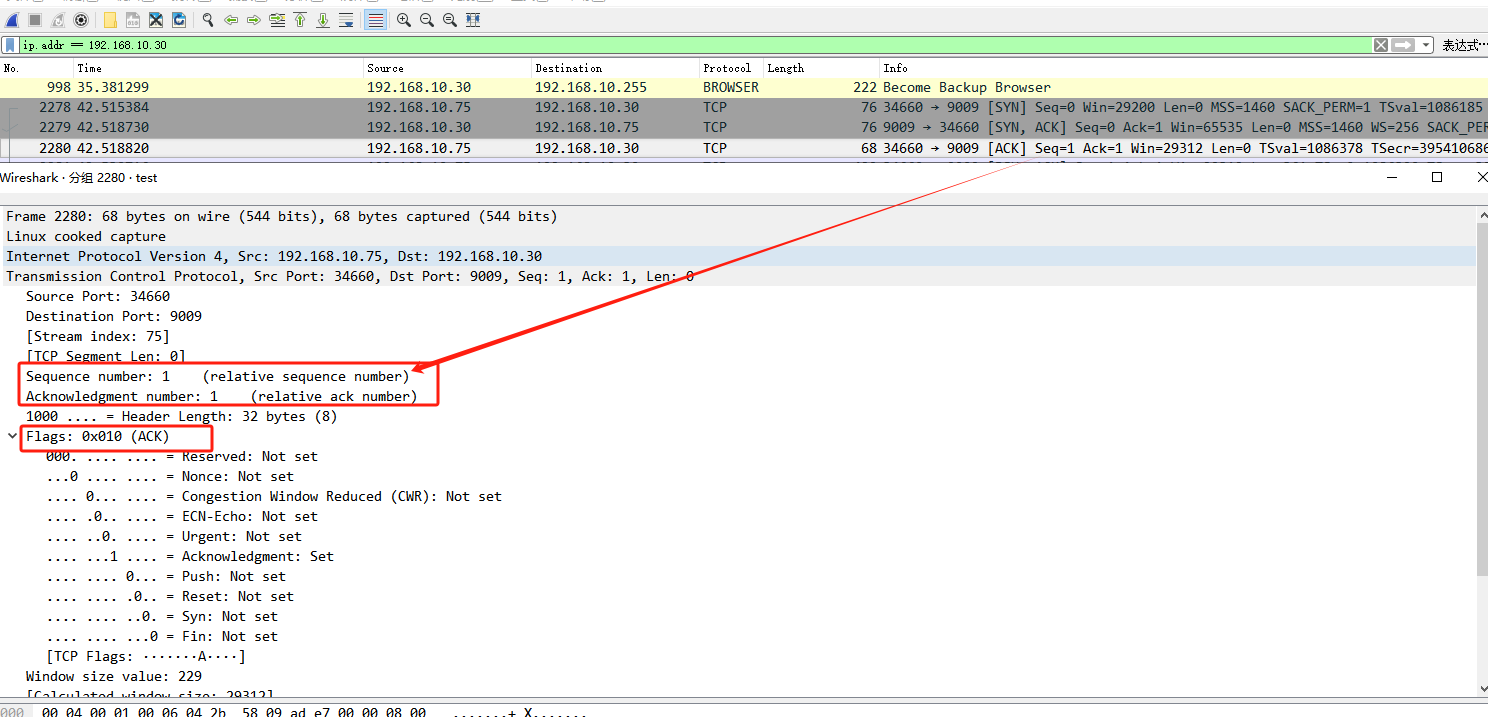 ip.addr == 192.168.10.30 表达式…
No. Time Source Destination Protocol Length Info
998 35.381299 192.168.10.30 192.168.10.255 BROWSER 222 Become Backup Browser
2278 42.515384 192.168.10.75 192.168.10.30 TCP 76 34660 → 9009 [SYN] Seq=0 Win=29200 Len=0 MSS=1460 SACK_PERM=1 TSval=1086185
2279 42.518730 192.168.10.30 192.168.10.75 TCP 76 9009 → 34660 [SYN, ACK] Seq=0 Ack=1 Win=65535 Len=0 MSS=1460 WS=256 SACK_PER
2280 42.518820 192.168.10.75 192.168.10.30 TCP 68 34660 → 9009 [ACK] Seq=1 Ack=1 Win=29312 Len=0 TSval=1086378 TSecr=395410686
Wireshark · 分组 2280 · test
Frame 2280: 68 bytes on wire (544 bits), 68 bytes captured (544 bits)
Linux cooked capture
Internet Protocol Version 4, Src: 192.168.10.75, Dst: 192.168.10.30
Transmission Control Protocol, Src Port: 34660, Dst Port: 9009, Seq: 1, Ack: 1, Len: 0
Source Port: 34660
Destination Port: 9009
[Stream index: 75]
[TCP Segment Len: 0]
Sequence number: 1 (relative sequence number)
Acknowledgment number: 1 (relative ack number)
1000 .... = Header Length: 32 bytes (8)
Flags: 0x010 (ACK)
000. .... .... = Reserved: Not set
...0 .... .... = Nonce: Not set
.... 0... .... = Congestion Window Reduced (CWR): Not set
.... .0.. .... = ECN-Echo: Not set
.... ..0. .... = Urgent: Not set
.... ...1 .... = Acknowledgment: Set
.... .... 0... = Push: Not set
.... .... .0.. = Reset: Not set
.... .... ..0. = Syn: Not set
.... .... ...0 = Fin: Not set
[TCP Flags: ·······A····]
Window size value: 229
[Calculated window size: 29312]
000 00 04 00 01 00 06 04 2b 58 09 ad e7 00 00 08 00 .......+ X.......